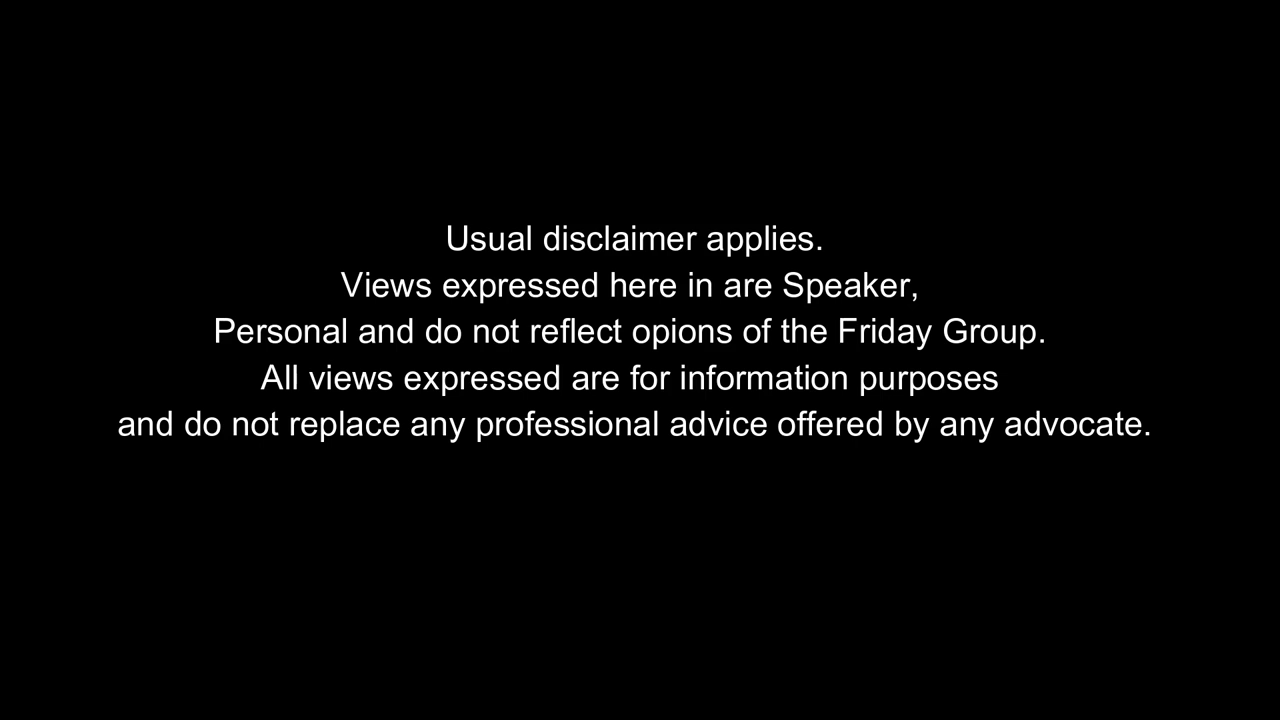 Usual disclaimer applies.
Views expressed here in are Speaker,
Personal and do not reflect opions of the Friday Group.
All views expressed are for information purposes
and do not replace any professional advice offered by any advocate.